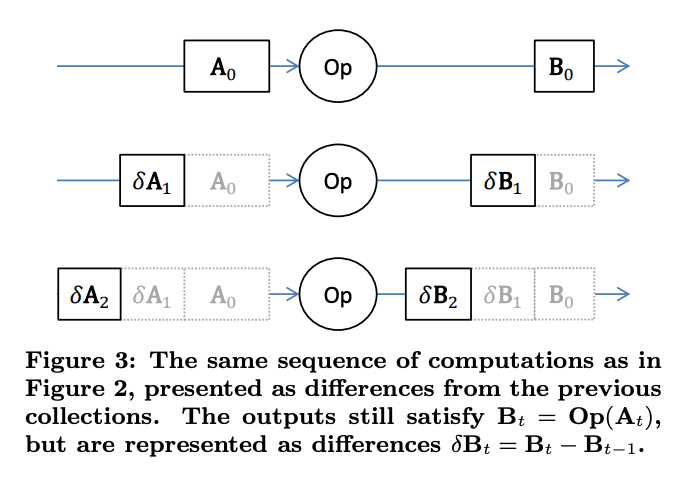 A₀ Op B₀
δA₁ A₀ Op δB₁ B₀
δA₂ δA₁ A₀ Op δB₂ δB₁ B₀
Figure 3: The same sequence of computations as in
Figure 2, presented as differences from the previous
collections. The outputs still satisfy Bₜ = Op(Aₜ),
but are represented as differences δBₜ = Bₜ − Bₜ₋₁.